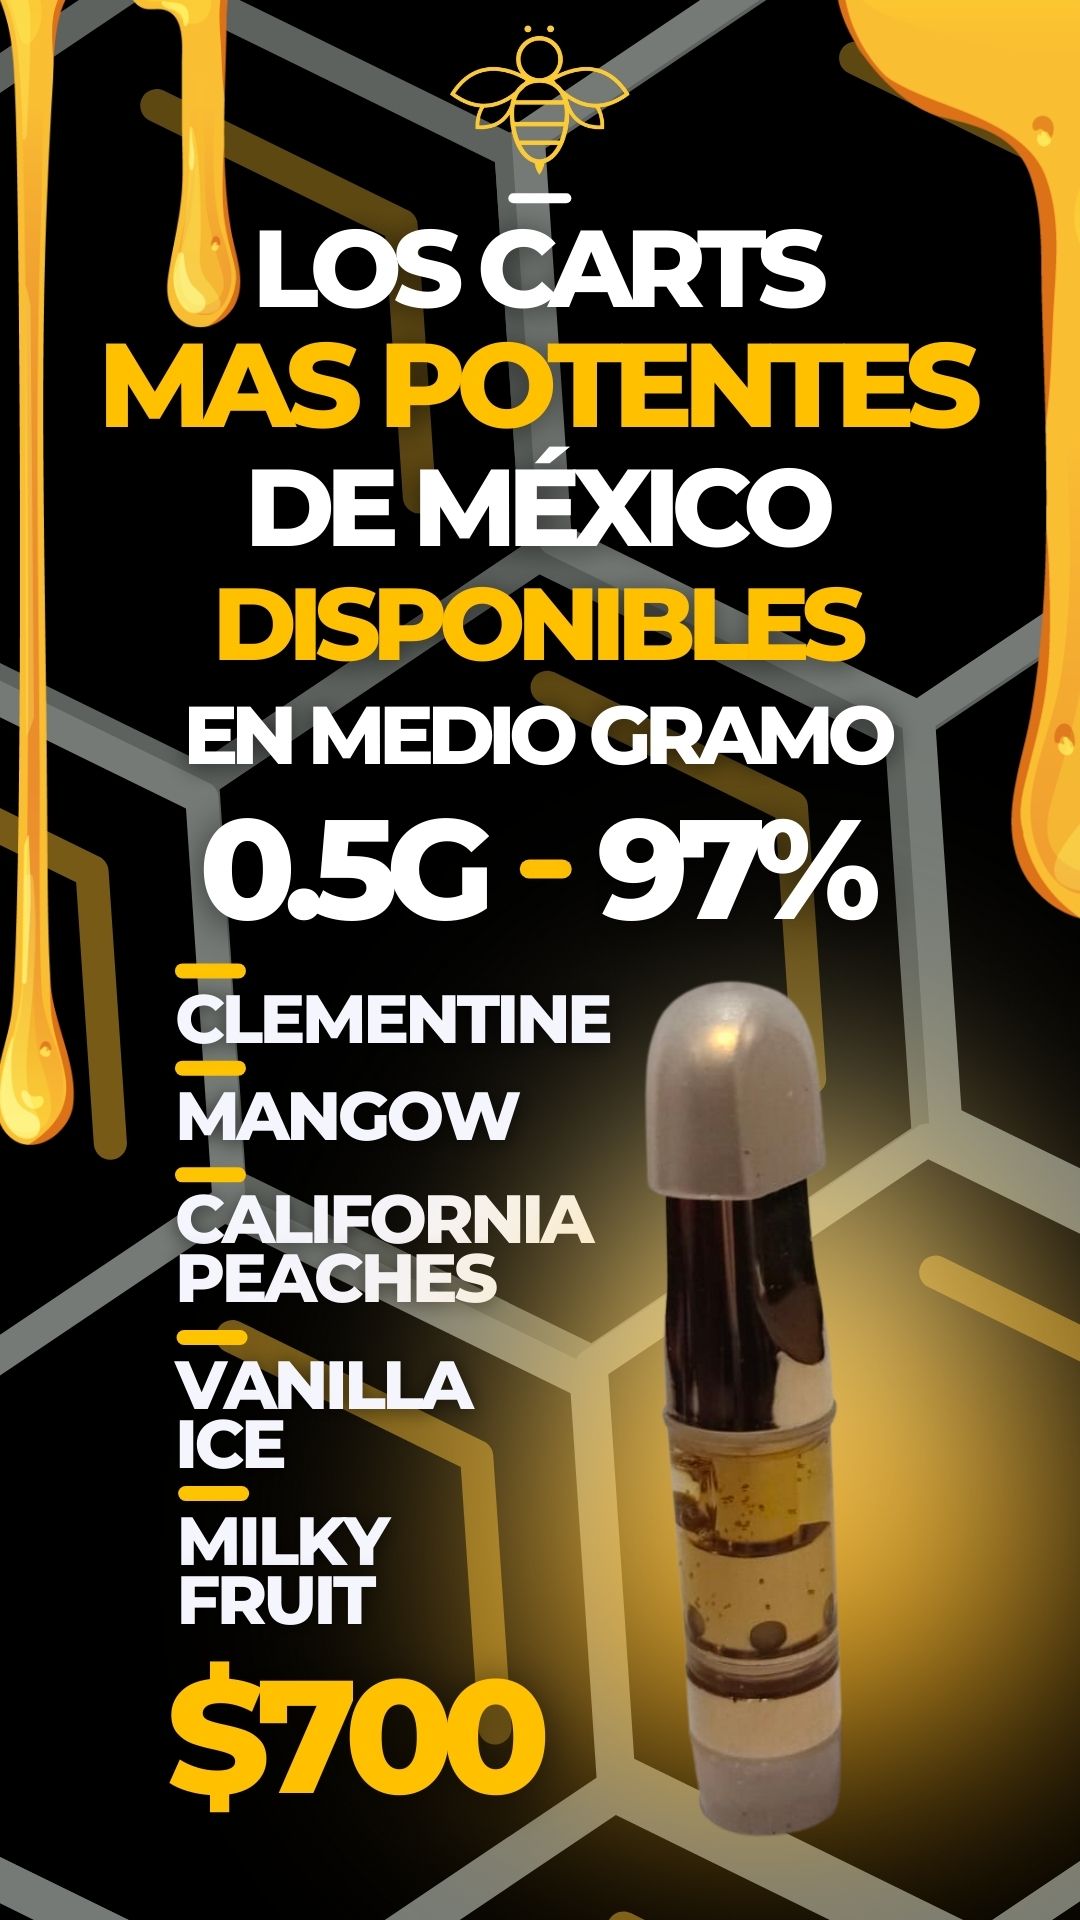 LOS CARTS
MAS POTENTES
DE MÉXICO
DISPONIBLES
EN MEDIO GRAMO
0.5G - 97%
CLEMENTINE
MANGOW
CALIFORNIA
PEACHES
VANILLA
ICE
MILKY
FRUIT
$700